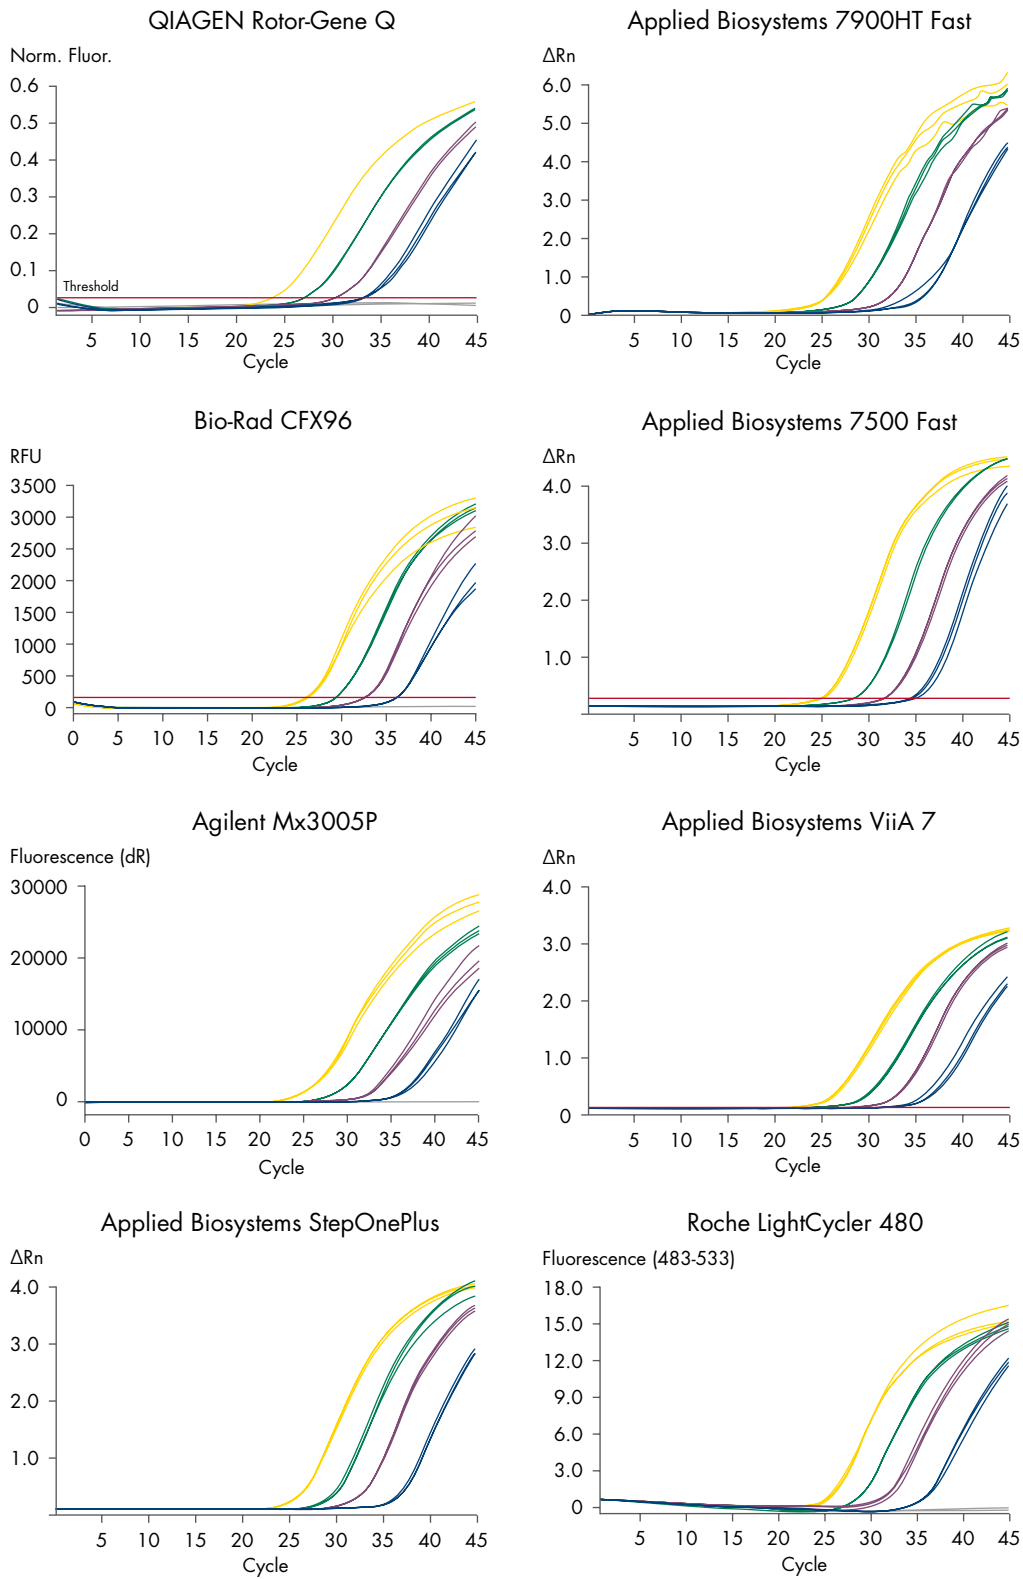 QIAGEN Rotor-Gene Q
Norm. Fluor.
0.6
0.5
0.4
0.3
0.2
0.1
0
Threshold
5 10 15 20 25 30 35 40 45
Cycle
Applied Biosystems 7900HT Fast
ΔRn
6.0
5.0
4.0
3.0
2.0
1.0
0
5 10 15 20 25 30 35 40 45
Cycle
Bio-Rad CFX96
RFU
3500
3000
2500
2000
1500
1000
500
0
0 5 10 15 20 25 30 35 40 45
Cycle
Applied Biosystems 7500 Fast
ΔRn
4.0
3.0
2.0
1.0
5 10 15 20 25 30 35 40 45
Cycle
Agilent Mx3005P
Fluorescence (dR)
30000
20000
10000
0
0 5 10 15 20 25 30 35 40 45
Cycle
Applied Biosystems ViiA 7
ΔRn
4.0
3.0
2.0
1.0
0
5 10 15 20 25 30 35 40 45
Cycle
Applied Biosystems StepOnePlus
ΔRn
4.0
3.0
2.0
1.0
5 10 15 20 25 30 35 40 45
Cycle
Roche LightCycler 480
Fluorescence (483-533)
18.0
15.0
12.0
9.0
6.0
3.0
0
5 10 15 20 25 30 35 40 45
Cycle